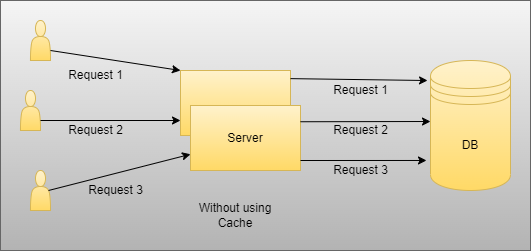 Request 1
Request 1
Request 2
Server
Request 2
DB
Request 3
Request 3
Without using
Cache